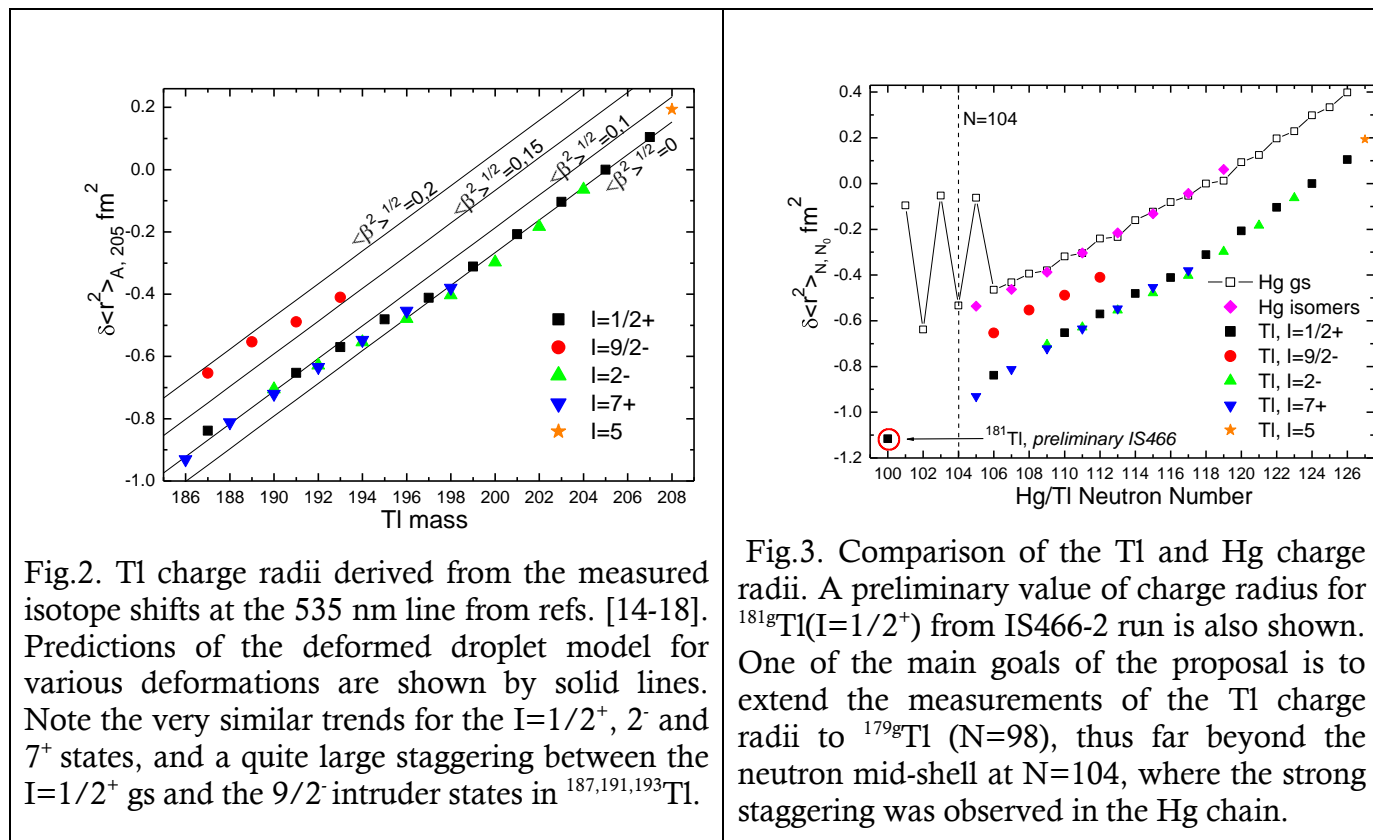 0.2
0.0
-0.2
-0.4
-0.6
-0.8
-1.0
δ<r²>A, 205 fm²
<β²>¹ᐟ²=0,2
<β²>¹ᐟ²=0,15
<β²>¹ᐟ²=0,1
<β²>¹ᐟ²=0
I=1/2+
I=9/2-
I=2-
I=7+
I=5
186 188 190 192 194 196 198 200 202 204 206 208
Tl mass
Fig.2. Tl charge radii derived from the measured
isotope shifts at the 535 nm line from refs. [14-18].
Predictions of the deformed droplet model for
various deformations are shown by solid lines.
Note the very similar trends for the I=1/2⁺, 2⁻ and
7⁺ states, and a quite large staggering between the
I=1/2⁺ gs and the 9/2⁻ intruder states in ¹⁸⁷,¹⁹¹,¹⁹³Tl.
0.4
0.2
0.0
-0.2
-0.4
-0.6
-0.8
-1.0
-1.2
δ<r²>N, N₀ fm²
N=104
Hg gs
Hg isomers
Tl, I=1/2+
Tl, I=9/2-
Tl, I=2-
Tl, I=7+
Tl, I=5
¹⁸¹Tl, preliminary IS466
100 102 104 106 108 110 112 114 116 118 120 122 124 126
Hg/Tl Neutron Number
Fig.3. Comparison of the Tl and Hg charge
radii. A preliminary value of charge radius for
¹⁸¹ᵍTl(I=1/2⁺) from IS466-2 run is also shown.
One of the main goals of the proposal is to
extend the measurements of the Tl charge
radii to ¹⁷⁹ᵍTl (N=98), thus far beyond the
neutron mid-shell at N=104, where the strong
staggering was observed in the Hg chain.